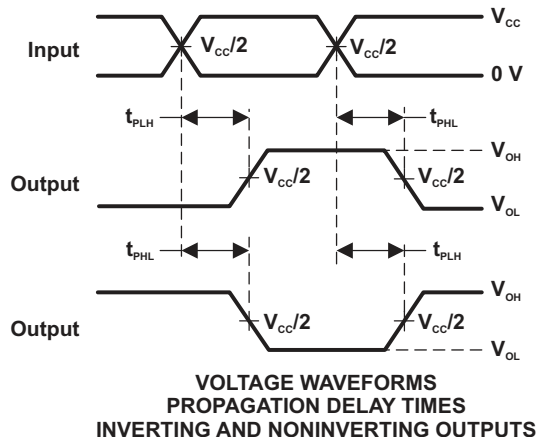 V_CC
Input
V_CC/2
V_CC/2
0 V
t_PLH
t_PHL
V_OH
Output
V_CC/2
V_CC/2
V_OL
t_PHL
t_PLH
V_OH
Output
V_CC/2
V_CC/2
V_OL
VOLTAGE WAVEFORMS
PROPAGATION DELAY TIMES
INVERTING AND NONINVERTING OUTPUTS